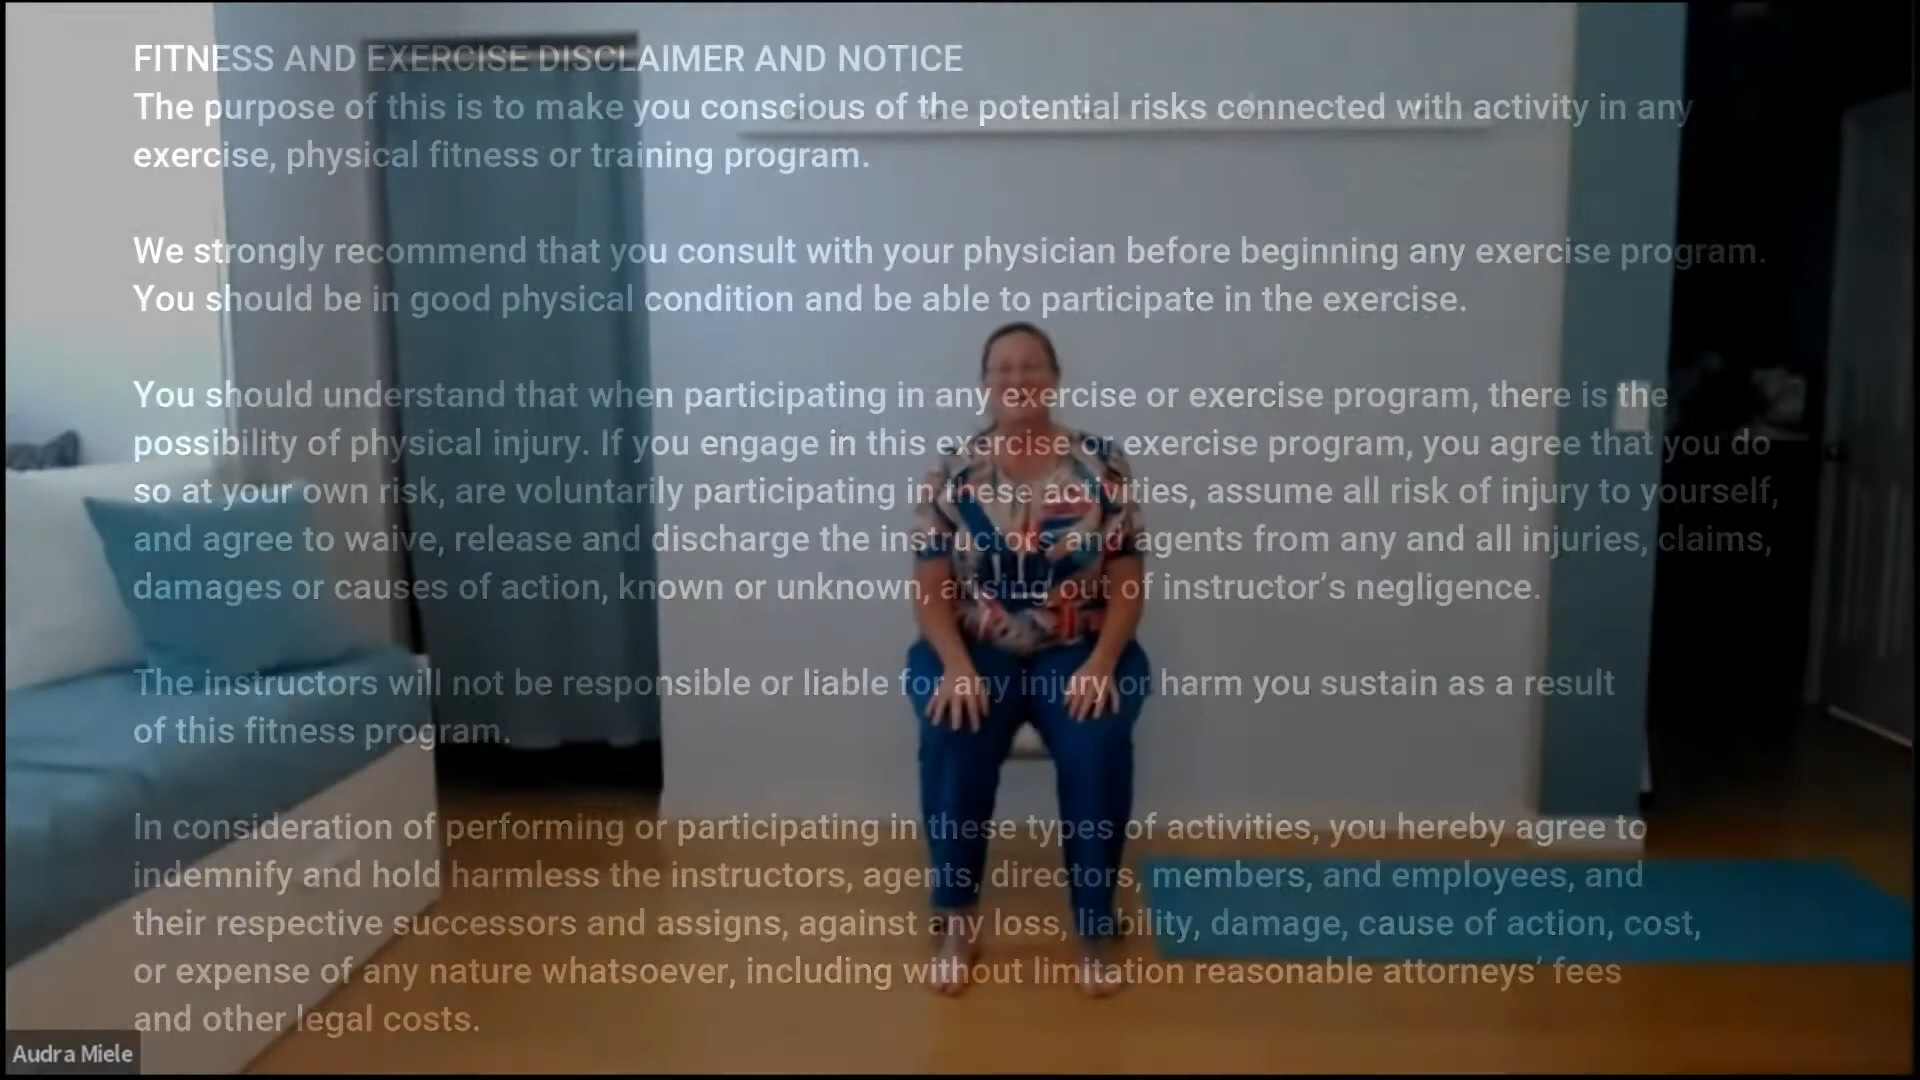 FITNESS AND EXERCISE DISCLAIMER AND NOTICE
The purpose of this is to make you conscious of the potential risks connected with activity in any
exercise, physical fitness or training program.
We strongly recommend that you consult with your physician before beginning any exercise program.
You should be in good physical condition and be able to participate in the exercise.
You should understand that when participating in any exercise or exercise program, there is the
possibility of physical injury. If you engage in this exercise or exercise program, you agree that you do
so at your own risk, are voluntarily participating in these activities, assume all risk of injury to yourself,
and agree to waive, release and discharge the instructors and agents from any and all injuries, claims,
damages or causes of action, known or unknown, arising out of instructor’s negligence.
The instructors will not be responsible or liable for any injury or harm you sustain as a result
of this fitness program.
In consideration of performing or participating in these types of activities, you hereby agree to
indemnify and hold harmless the instructors, agents, directors, members, and employees, and
their respective successors and assigns, against any loss, liability, damage, cause of action, cost,
or expense of any nature whatsoever, including without limitation reasonable attorneys’ fees
and other legal costs.
Audra Miele